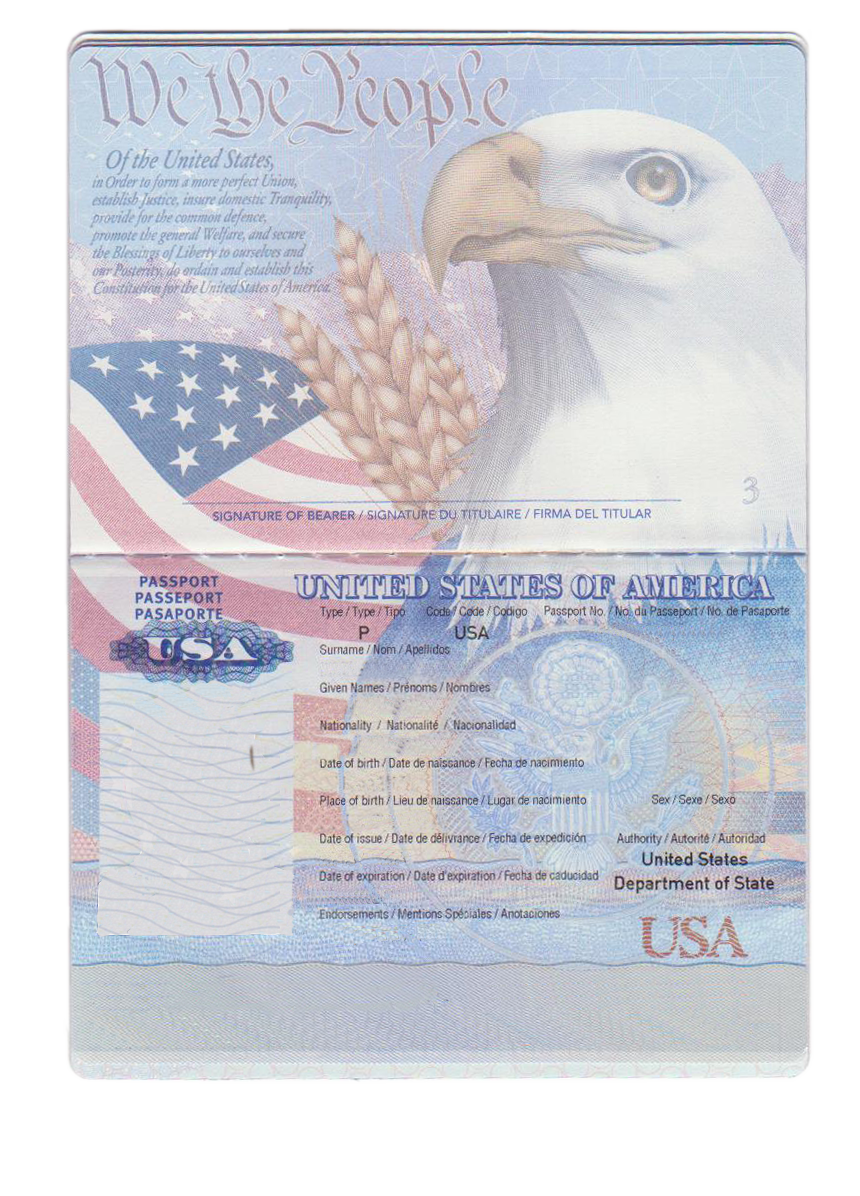 We the People
Of the United States,
in Order to form a more perfect Union,
establish Justice, insure domestic Tranquility,
provide for the common defence,
promote the general Welfare, and secure
the Blessings of Liberty to ourselves and
our Posterity, do ordain and establish this
Constitution for the United States of America.
3
SIGNATURE OF BEARER / SIGNATURE DU TITULAIRE / FIRMA DEL TITULAR
PASSPORT
PASSEPORT
PASAPORTE
USA
UNITED STATES OF AMERICA
Type / Type / Tipo Code / Code / Codigo Passport No. / No. du Passeport / No. de Pasaporte
P USA
Surname / Nom / Apellidos
Given Names / Prénoms / Nombres
Nationality / Nationalité / Nacionalidad
Date of birth / Date de naissance / Fecha de nacimiento
Place of birth / Lieu de naissance / Lugar de nacimiento Sex / Sexe / Sexo
Date of issue / Date de délivrance / Fecha de expedición Authority / Autorité / Autoridad
United States
Date of expiration / Date d'expiration / Fecha de caducidad Department of State
Endorsements / Mentions Spéciales / Anotaciones
USA